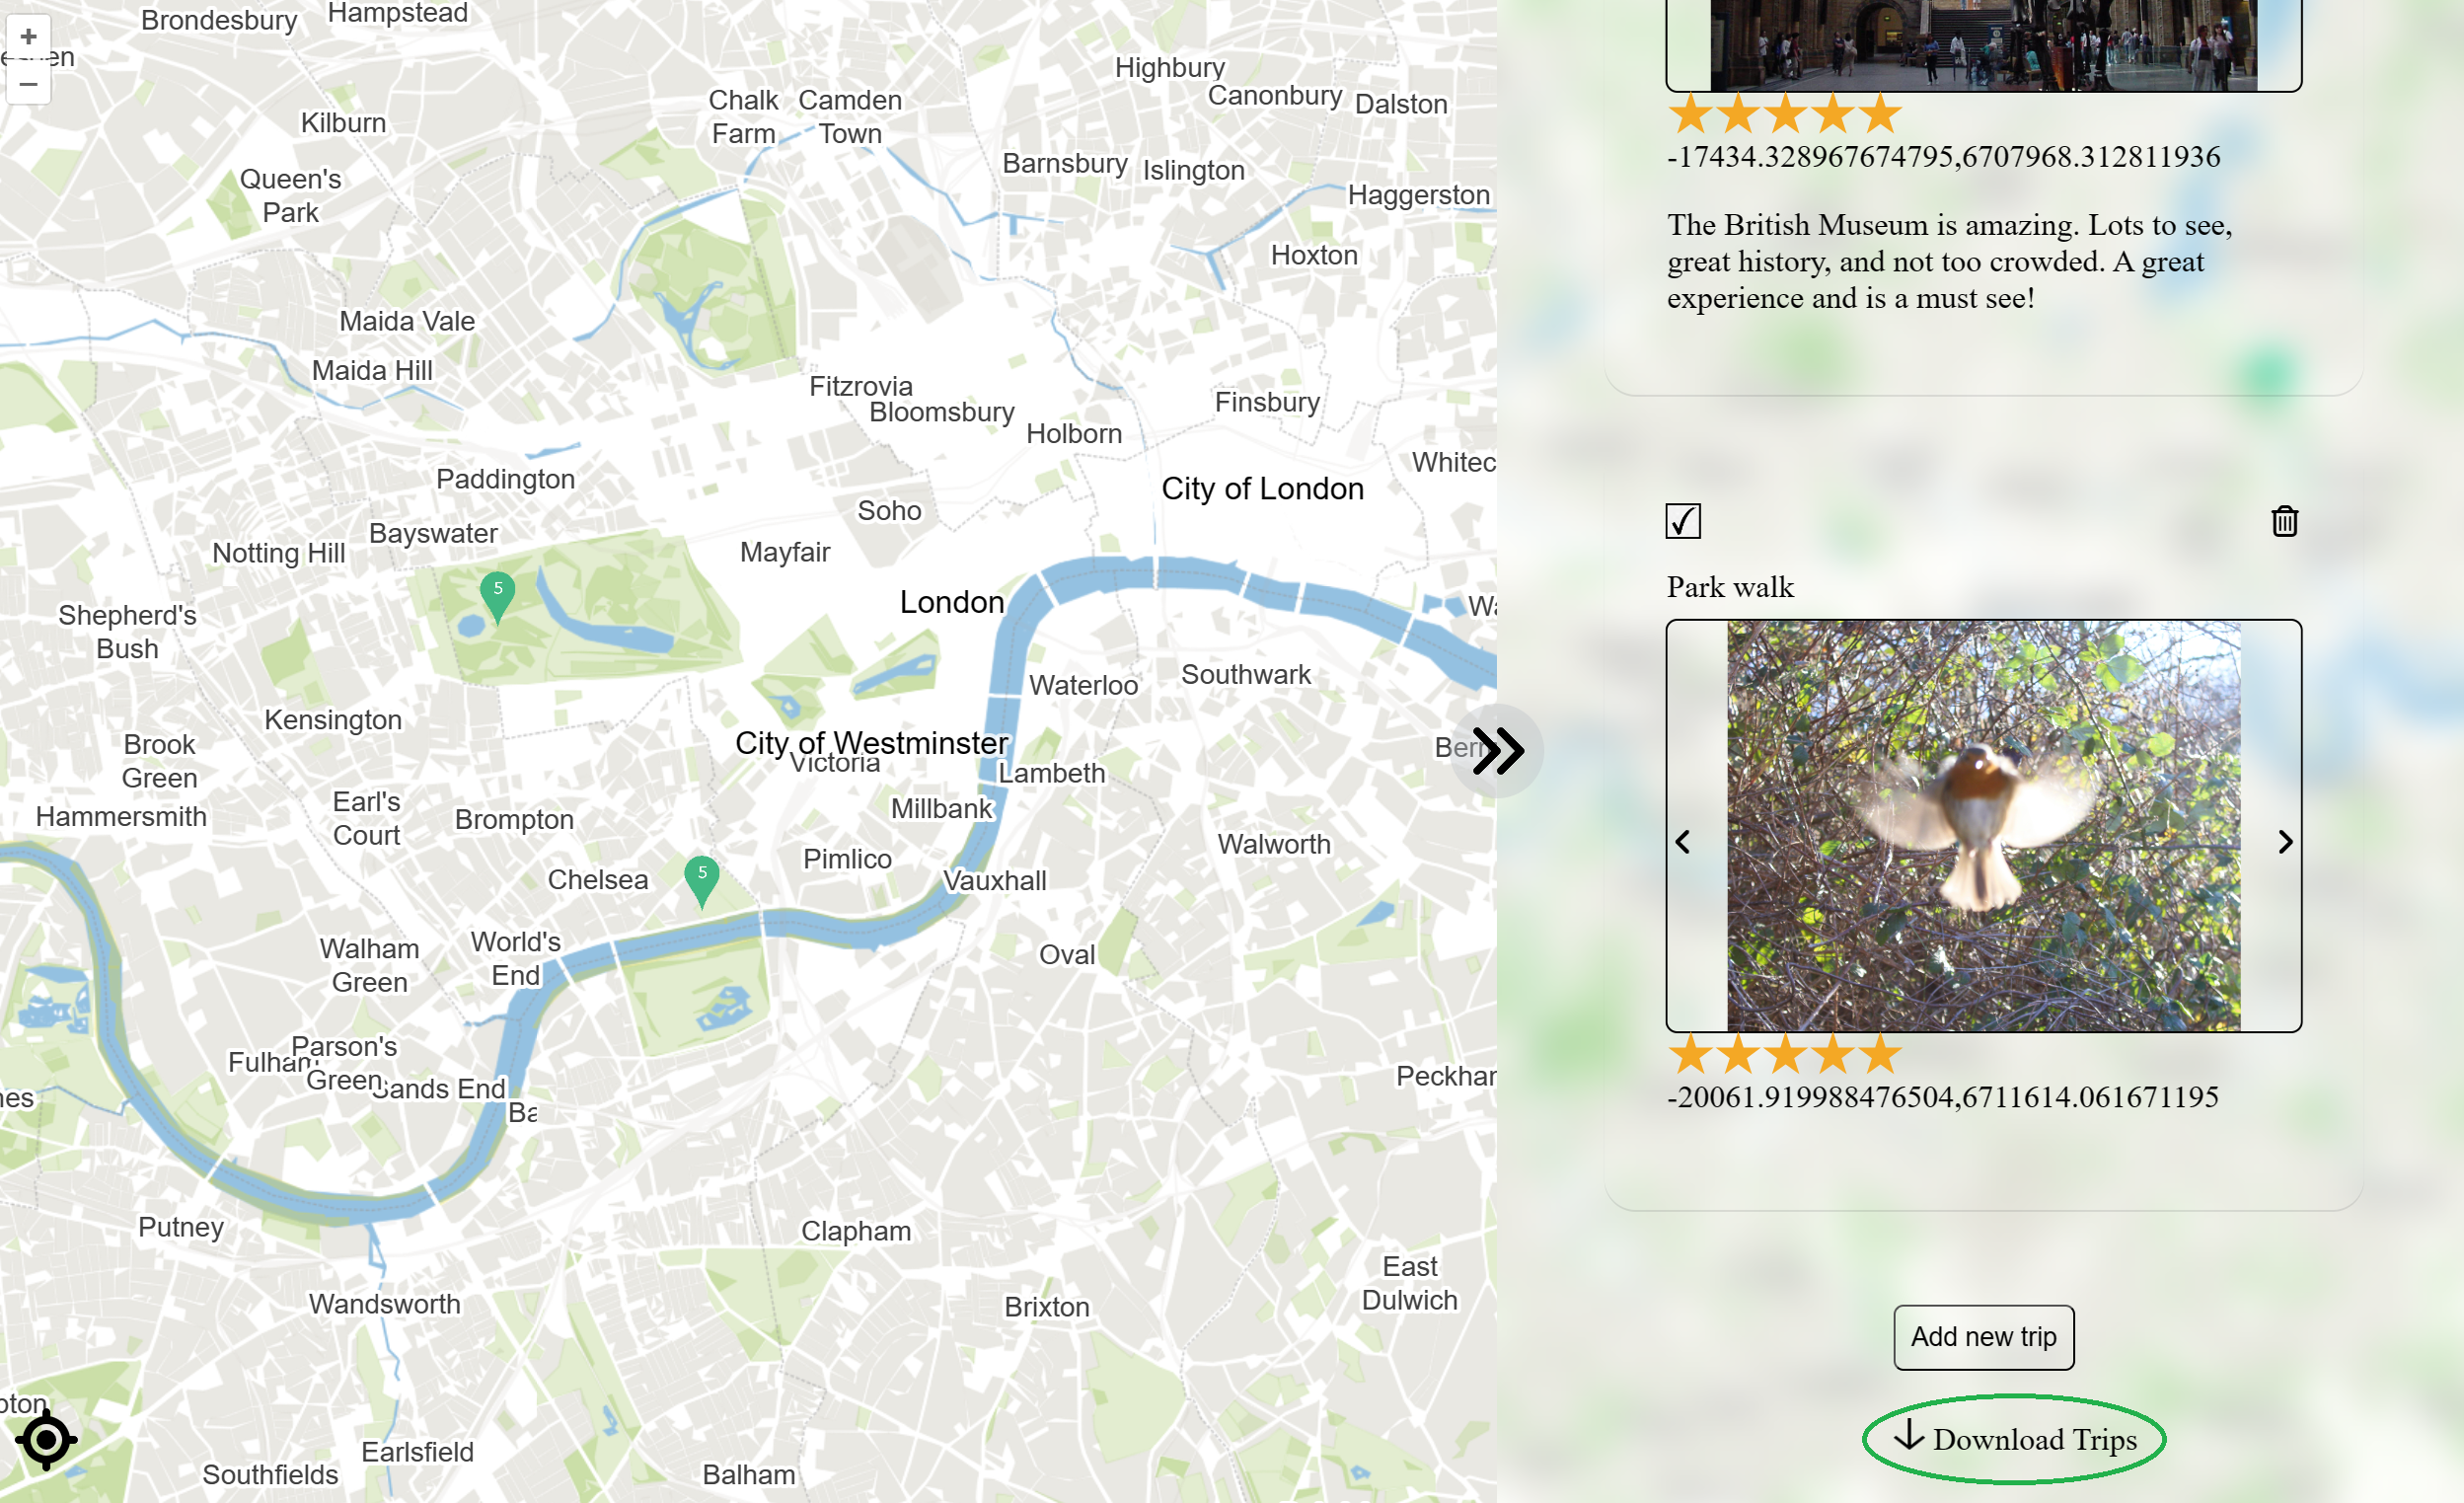 Brondesbury
Hampstead
+
−
Highbury
Canonbury
Dalston
Chalk
Farm
Camden
Town
Kilburn
Barnsbury
Islington
Queen's
Park
Haggerston
Hoxton
Maida Vale
Maida Hill
Fitzrovia
Bloomsbury
Holborn
Finsbury
Paddington
City of London
Soho
Bayswater
Notting Hill
Mayfair
5
London
Shepherd's
Bush
Waterloo
Southwark
Kensington
City of Westminster
Victoria
Brook
Green
Lambeth
Earl's
Court
Hammersmith
Brompton
Millbank
Walworth
Pimlico
5
Chelsea
Vauxhall
Walham
Green
World's
End
Oval
Parson's
Green
Fulham
Sands End
Putney
Clapham
East
Dulwich
Wandsworth
Brixton
Earlsfield
Southfields
Balham
-17434.328967674795,6707968.312811936
The British Museum is amazing. Lots to see,
great history, and not too crowded. A great
experience and is a must see!
Park walk
-20061.919988476504,6711614.061671195
Add new trip
Download Trips